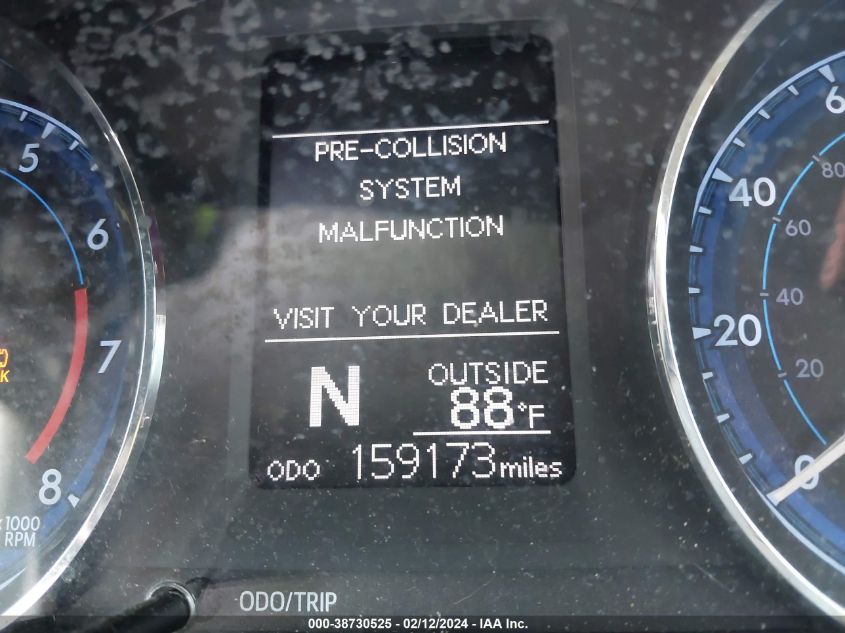 PRE-COLLISION
SYSTEM
MALFUNCTION
VISIT YOUR DEALER
N
OUTSIDE
88°F
ODO 159173 miles
5
6
7
8
x1000
RPM
K
0
20
40
6
20
40
60
80
ODO/TRIP
000-38730525 - 02/12/2024 - IAA Inc.